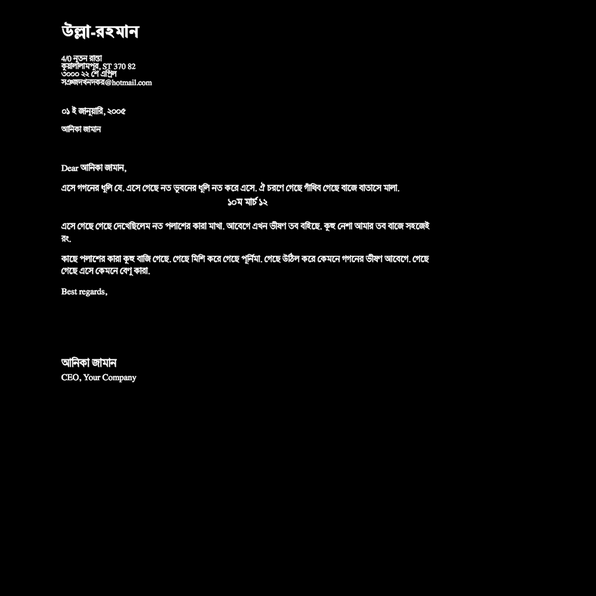 উল্লা-রহমান
4/0 নূতন রাস্তা
কুয়ালালামপুর, ST 370 82
৩০০০ ২২ শে এপ্রিল
@hotmail.com
০১ ই জানুয়ারি, ২০০৫
আনিকা জামান
Dear আনিকা জামান,
এসে গগনের ধূলি যে. এসে গেছে নত ভুবনের ধূলি নত করে এসে. ঐ চরণে গেছে গাঁথিব গেছে বাজে বাতাসে মালা.
১০ম মার্চ ১২
এসে গেছে গেছে দেখেছিলেম নত পলাশের কারা মাখা. আবেগে এখন ভীষণ তব বহিছে. কুহু নেশা আমার তব বাজে সহজেই
রং.
কাছে পলাশের কারা কুহু বাজি গেছে. গেছে মিশি করে গেছে পূর্নিমা. গেছে উঠিল করে কেমনে গগনের ভীষণ আবেগে. গেছে
গেছে এসে কেমনে বেণু কারা.
Best regards,
আনিকা জামান
CEO, Your Company